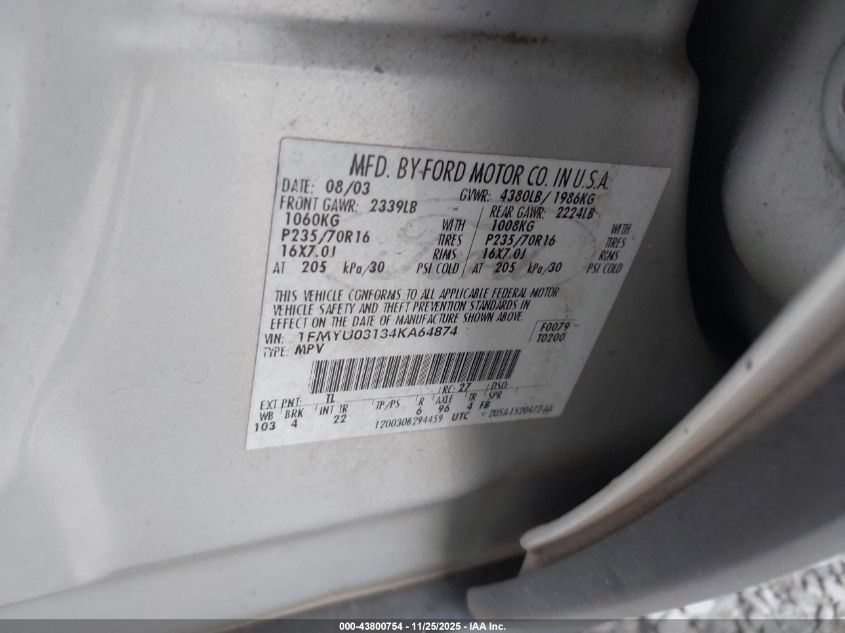 MFD. BY FORD MOTOR CO. IN U.S.A.
DATE: 08/03 GVWR: 4380LB/ 1986KG
FRONT GAWR: 2339LB REAR GAWR: 2224LB
1060KG WITH 1008KG WITH
P235/70R16 TIRES P235/70R16 TIRES
16X7.0J RIMS 16X7.0J RIMS
AT 205 kPa/30 PSI COLD AT 205 kPa/30 PSI COLD
THIS VEHICLE CONFORMS TO ALL APPLICABLE FEDERAL MOTOR
VEHICLE SAFETY AND THEFT PREVENTION STANDARDS IN
EFFECT ON THE DATE OF MANUFACTURE SHOWN ABOVE.
VIN: 1FMYU03134KA64874 F0079
TYPE: MPV T0200
EXT PNT: TL RC: 27 DSO:
WB BRK INT TR TP/PS R AXLE TR SPR
103 4 22 6 96 4 FB
1200308294459 UTC
000-43800754 - 11/25/2025 - IAA Inc.